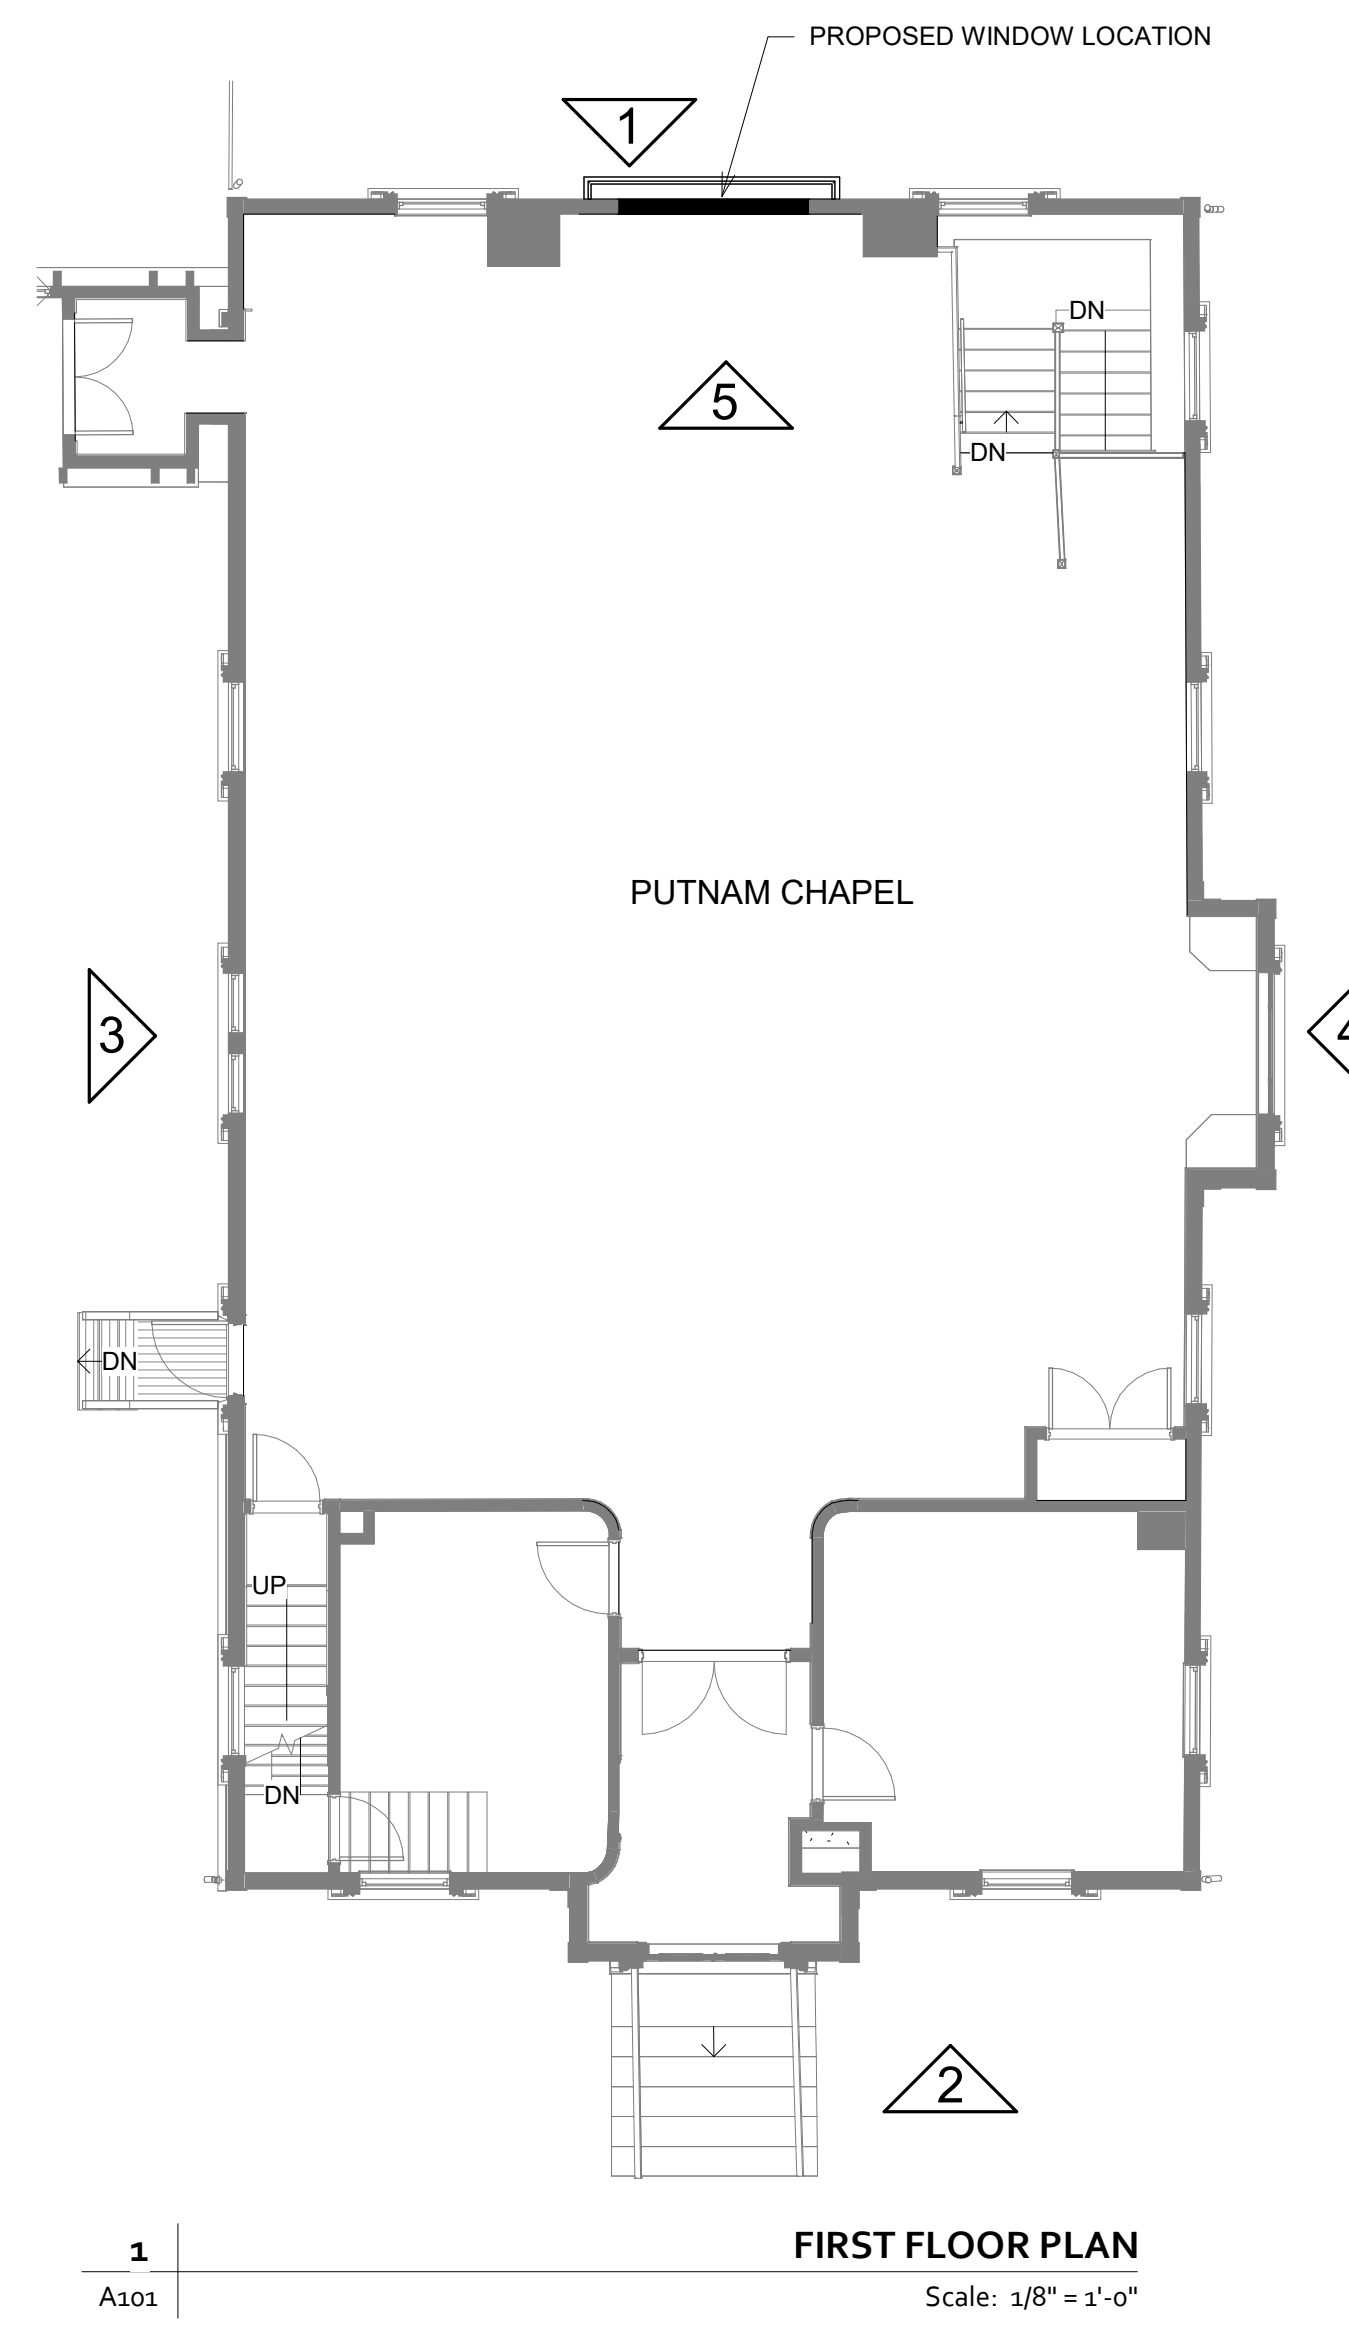 PROPOSED WINDOW LOCATION
1
DN
5
DN
PUTNAM CHAPEL
3
4
DN
UP
DN
2
1
FIRST FLOOR PLAN
A101
Scale: 1/8" = 1'-0"